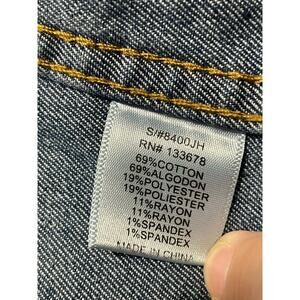 S/#8400JH
RN# 133678
69%COTTON
69%ALGODON
19%POLYESTER
19%POLIESTER
11%RAYON
11%RAYON
1%SPANDEX
1%SPANDEX
MADE IN CHINA